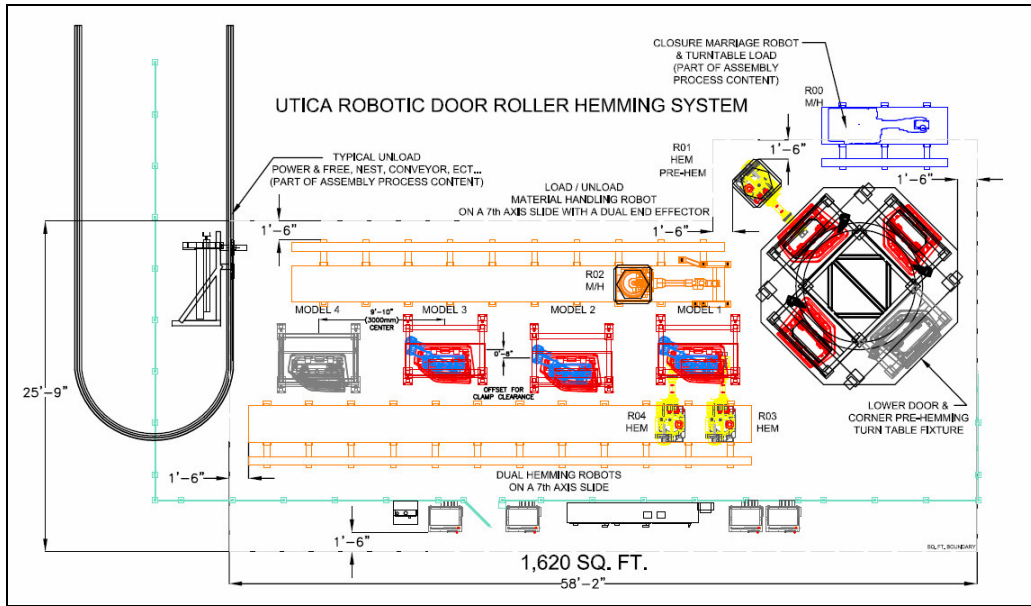 CLOSURE MARRIAGE ROBOT
& TURNTABLE LOAD
(PART OF ASSEMBLY
PROCESS CONTENT)
R00
M/H
UTICA ROBOTIC DOOR ROLLER HEMMING SYSTEM
R01
HEM
PRE-HEM
1'-6"
1'-6"
TYPICAL UNLOAD
POWER & FREE, NEST, CONVEYOR, ECT...
(PART OF ASSEMBLY PROCESS CONTENT)
LOAD / UNLOAD
MATERIAL HANDLING ROBOT
ON A 7th AXIS SLIDE WITH A DUAL END EFFECTOR
1'-6"
1'-6"
R02
M/H
MODEL 4
9'-10"
(3000mm)
CENTER
MODEL 3
MODEL 2
MODEL 1
0'-8"
OFFSET FOR
CLAMP CLEARANCE
25'-9"
R04
HEM
R03
HEM
LOWER DOOR &
CORNER PRE-HEMMING
TURN TABLE FIXTURE
1'-6"
DUAL HEMMING ROBOTS
ON A 7th AXIS SLIDE
1'-6"
SQ. FT. BOUNDARY
1,620 SQ. FT.
58'-2"